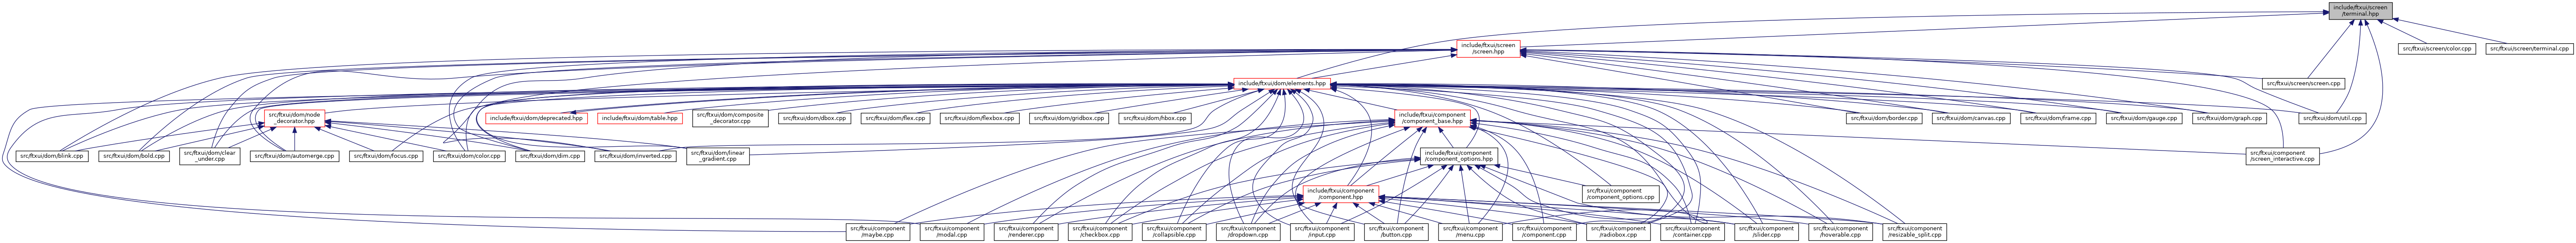 include/ftxui/screen
/terminal.hpp
include/ftxui/screen
/screen.hpp
src/ftxui/screen/color.cpp
src/ftxui/screen/terminal.cpp
include/ftxui/dom/elements.hpp
src/ftxui/screen/screen.cpp
src/ftxui/dom/node
_decorator.hpp
include/ftxui/dom/deprecated.hpp
include/ftxui/dom/table.hpp
src/ftxui/dom/composite
_decorator.cpp
src/ftxui/dom/dbox.cpp
src/ftxui/dom/flex.cpp
src/ftxui/dom/flexbox.cpp
src/ftxui/dom/gridbox.cpp
src/ftxui/dom/hbox.cpp
include/ftxui/component
/component_base.hpp
src/ftxui/dom/border.cpp
src/ftxui/dom/canvas.cpp
src/ftxui/dom/frame.cpp
src/ftxui/dom/gauge.cpp
src/ftxui/dom/graph.cpp
src/ftxui/dom/util.cpp
src/ftxui/dom/blink.cpp
src/ftxui/dom/bold.cpp
src/ftxui/dom/clear
_under.cpp
src/ftxui/dom/automerge.cpp
src/ftxui/dom/focus.cpp
src/ftxui/dom/color.cpp
src/ftxui/dom/dim.cpp
src/ftxui/dom/inverted.cpp
src/ftxui/dom/linear
_gradient.cpp
include/ftxui/component
/component_options.hpp
src/ftxui/component
/screen_interactive.cpp
include/ftxui/component
/component.hpp
src/ftxui/component
/component_options.cpp
src/ftxui/component
/maybe.cpp
src/ftxui/component
/modal.cpp
src/ftxui/component
/renderer.cpp
src/ftxui/component
/checkbox.cpp
src/ftxui/component
/collapsible.cpp
src/ftxui/component
/dropdown.cpp
src/ftxui/component
/input.cpp
src/ftxui/component
/button.cpp
src/ftxui/component
/menu.cpp
src/ftxui/component
/component.cpp
src/ftxui/component
/radiobox.cpp
src/ftxui/component
/container.cpp
src/ftxui/component
/slider.cpp
src/ftxui/component
/hoverable.cpp
src/ftxui/component
/resizable_split.cpp